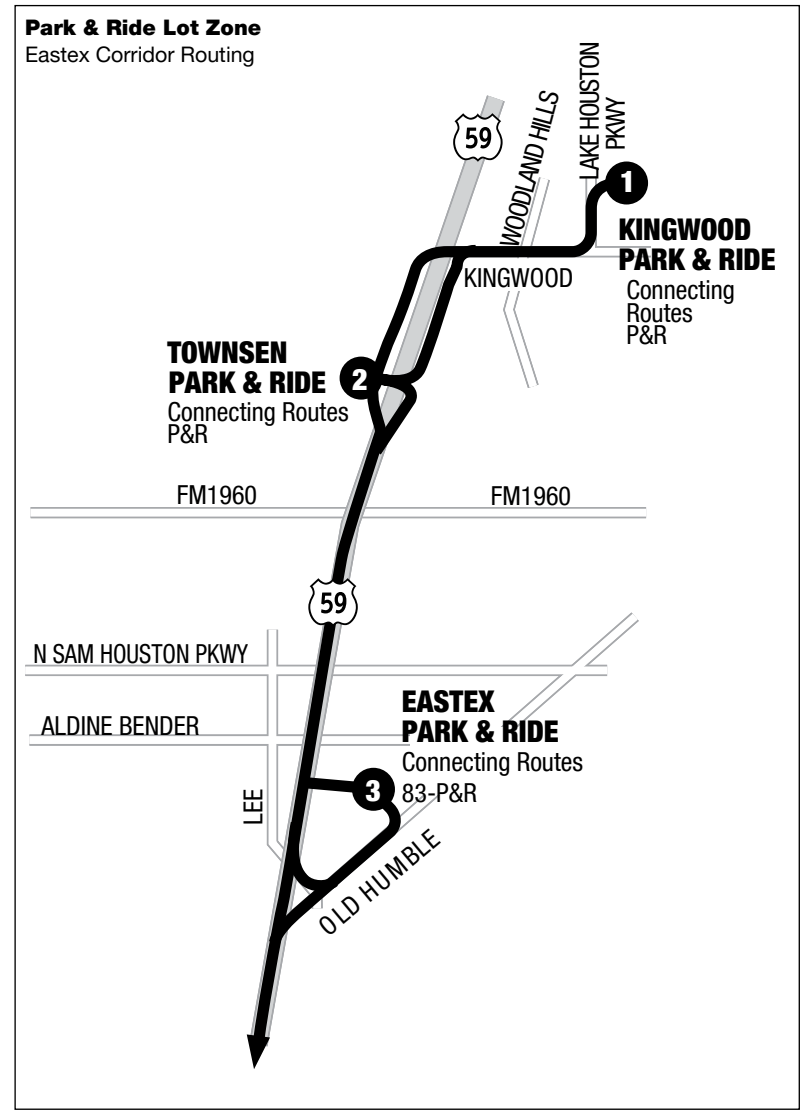 Park & Ride Lot Zone
Eastex Corridor Routing
59
WOODLAND HILLS
LAKE HOUSTON
PKWY
1
KINGWOOD
PARK & RIDE
Connecting
Routes
P&R
KINGWOOD
TOWNSEN
PARK & RIDE
Connecting Routes
P&R
2
FM1960
FM1960
59
N SAM HOUSTON PKWY
ALDINE BENDER
EASTEX
PARK & RIDE
Connecting Routes
83-P&R
3
LEE
OLD HUMBLE